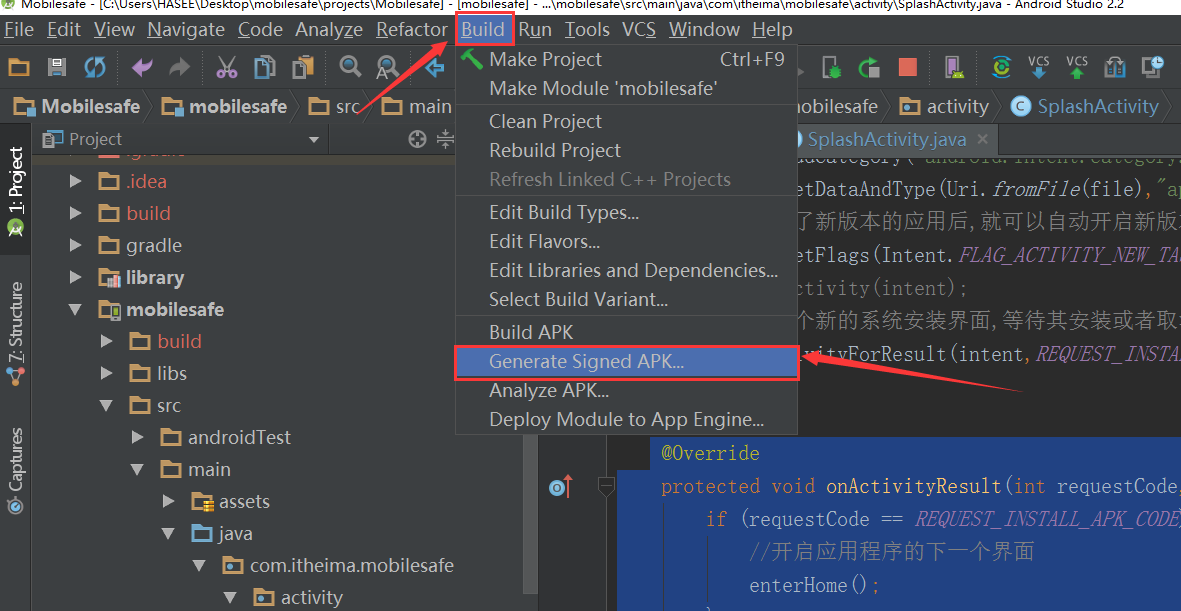 Mobilesafe - [C:\Users\HASEE\Desktop\mobilesafe\projects\Mobilesafe] - [mobilesafe] - ...\mobilesafe\src\main\java\com\itheima\mobilesafe\activity\SplashActivity.java - Android Studio 2.2
File Edit View Navigate Code Analyze Refactor Build Run Tools VCS Window Help
VCS VCS
Mobilesafe mobilesafe src main mobilesafe activity SplashActivity
Project
SplashActivity.java
1: Project
7: Structure
Captures
.idea
build
gradle
library
mobilesafe
build
libs
src
androidTest
main
assets
java
com.itheima.mobilesafe
activity
Make Project Ctrl+F9
Make Module 'mobilesafe'
Clean Project
Rebuild Project
Refresh Linked C++ Projects
Edit Build Types...
Edit Flavors...
Edit Libraries and Dependencies...
Select Build Variant...
Build APK
Generate Signed APK...
Analyze APK...
Deploy Module to App Engine...
etDataAndType(Uri.fromFile(file),"ap
了新版本的应用后,就可以自动开启新版
etFlags(Intent.FLAG_ACTIVITY_NEW_TAS
ctivity(intent);
个新的系统安装界面,等待其安装或者取
ivityForResult(intent,REQUEST_INSTA
@Override
protected void onActivityResult(int requestCode,
if (requestCode == REQUEST_INSTALL_APK_CODE)
//开启应用程序的下一个界面
enterHome();
}